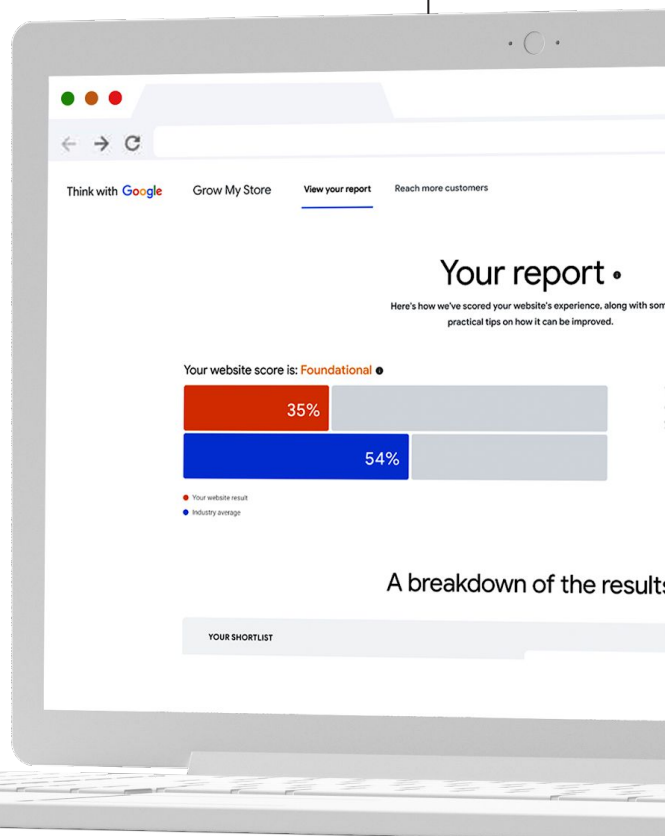 Think with Google
Grow My Store
View your report
Reach more customers
Your report
Here's how we've scored your website's experience, along with som
practical tips on how it can be improved.
Your website score is: Foundational
35%
54%
Your website result
Industry average
A breakdown of the results
YOUR SHORTLIST